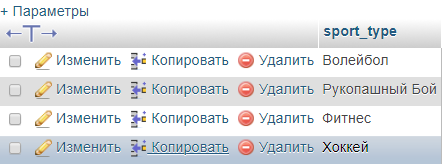 + Параметры
sport_type
Изменить Копировать Удалить Волейбол
Изменить Копировать Удалить Рукопашный Бой
Изменить Копировать Удалить Фитнес
Изменить Копировать Удалить Хоккей